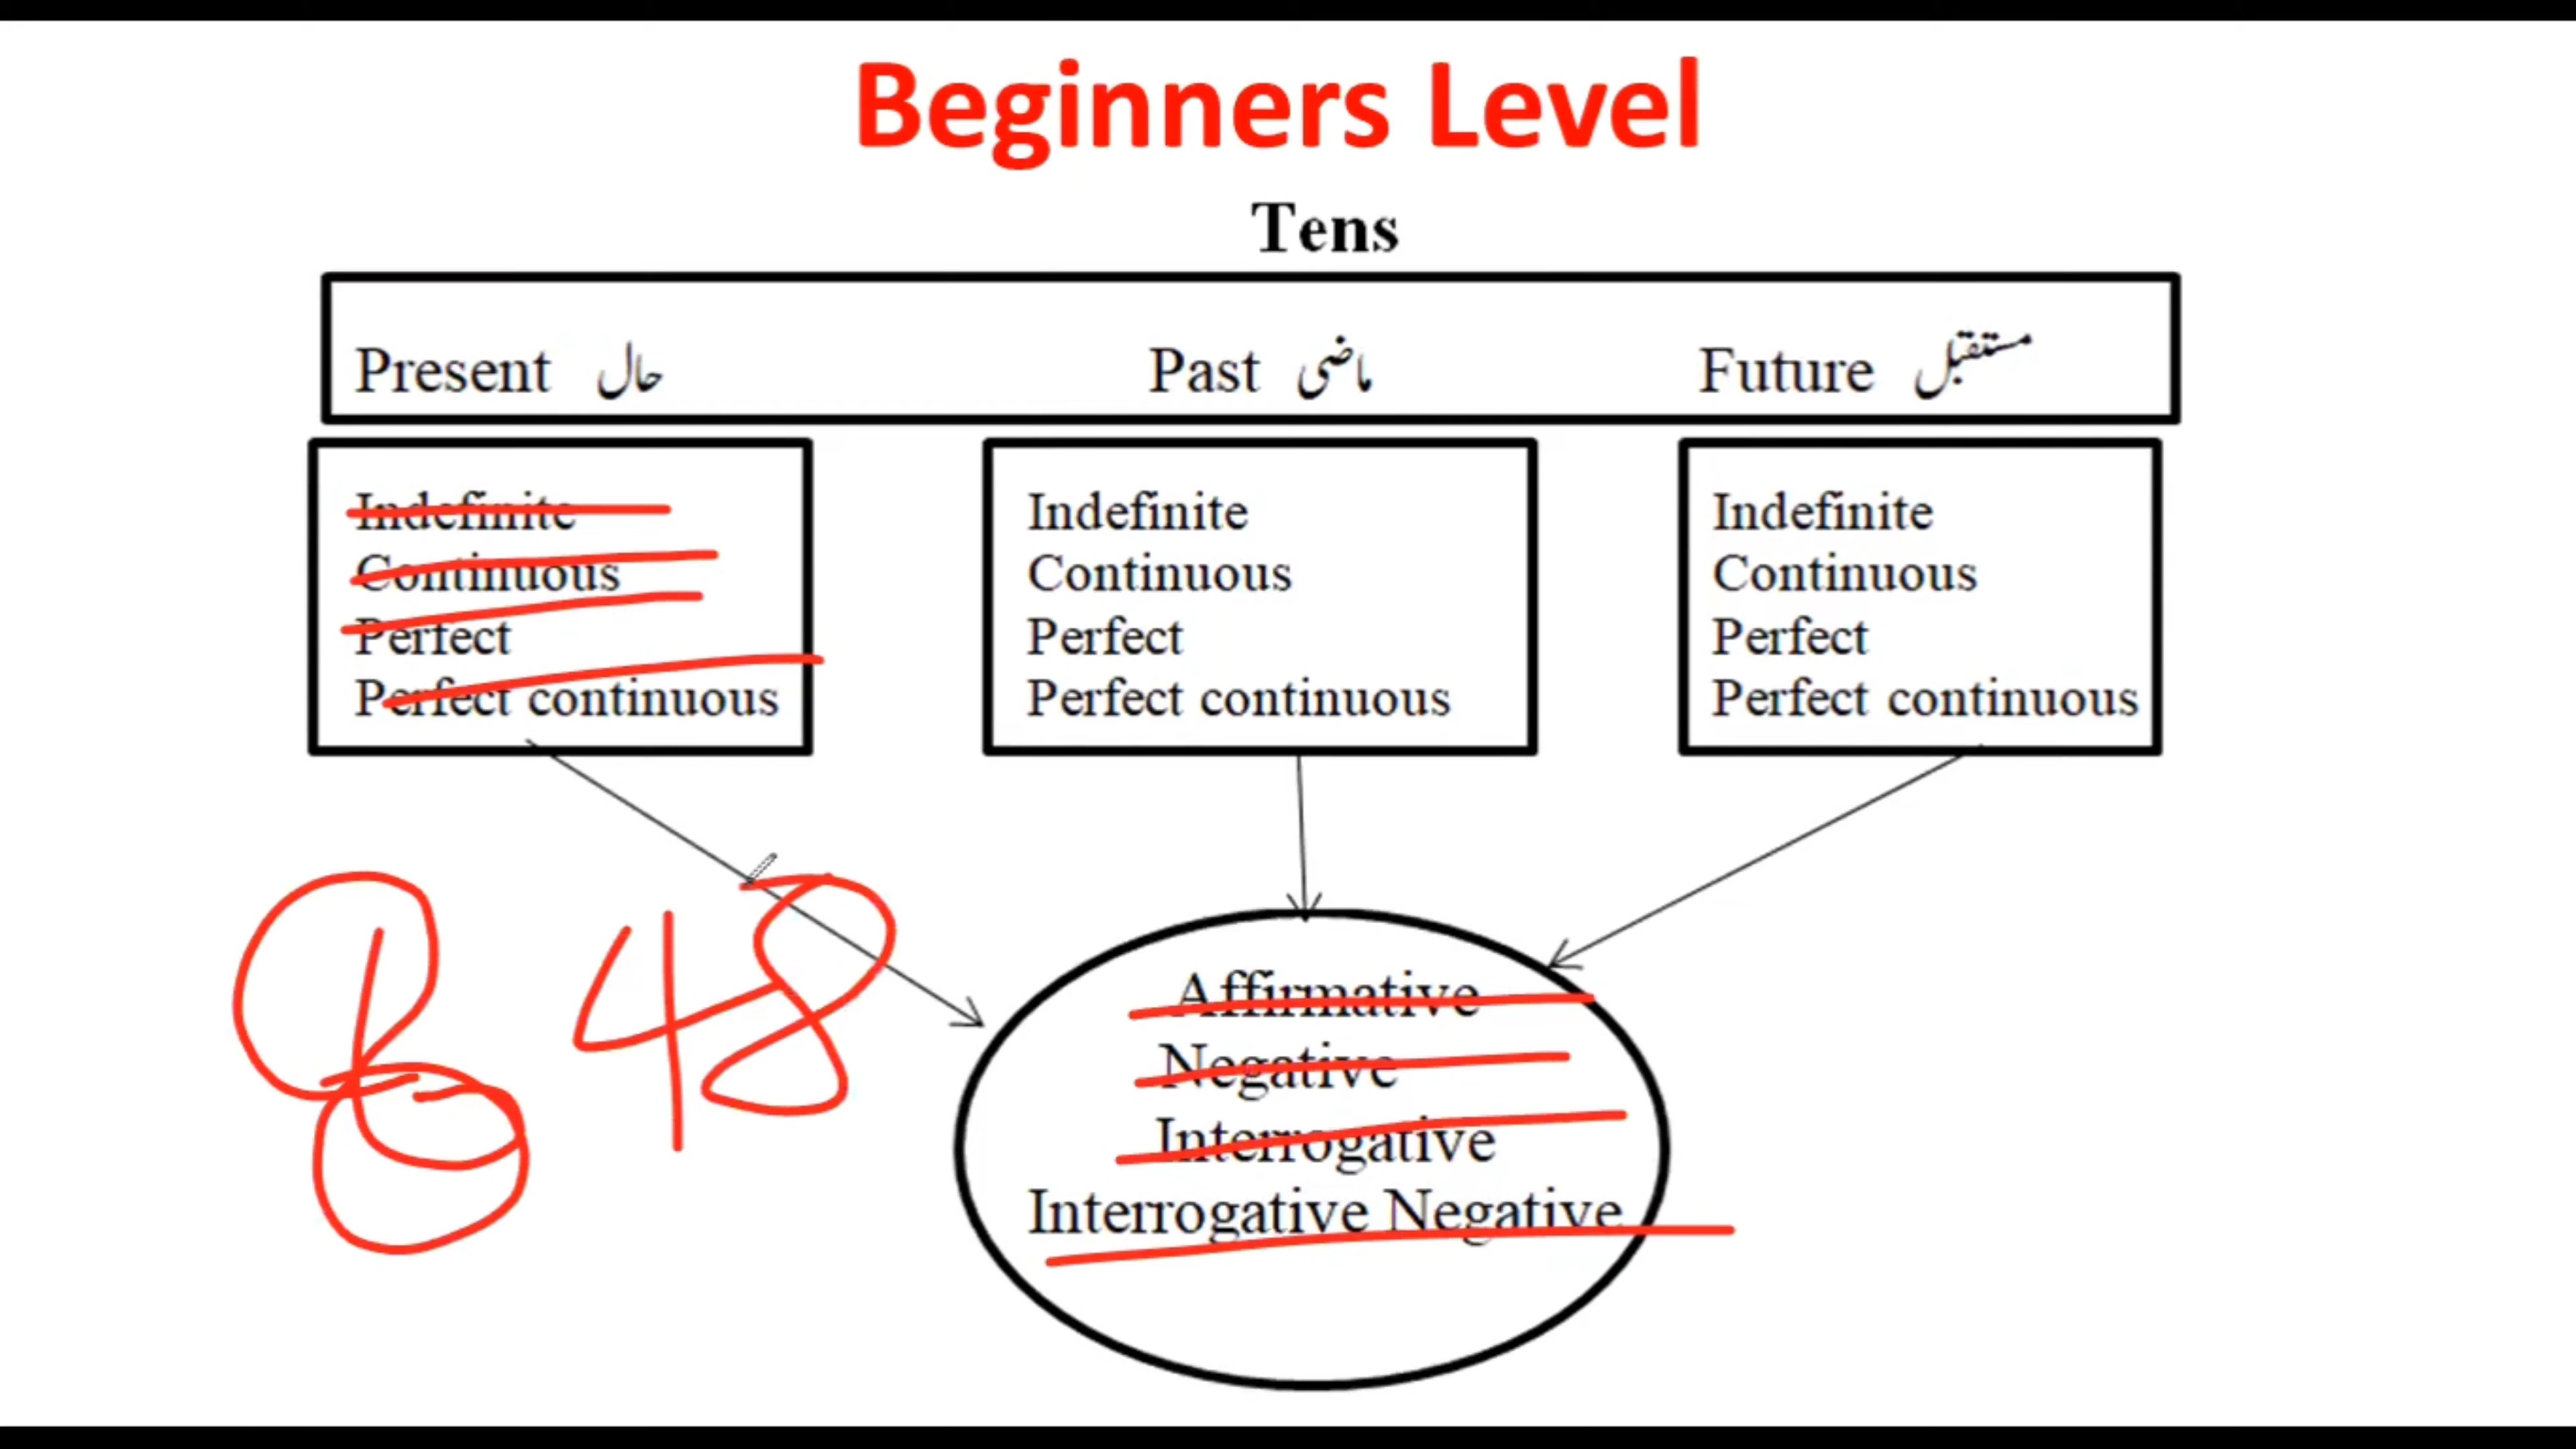 Beginners Level
Tens
Present حال Past ماضی Future مستقبل
Indefinite
Continuous
Perfect
Perfect continuous
Indefinite
Continuous
Perfect
Perfect continuous
Indefinite
Continuous
Perfect
Perfect continuous
48
Affirmative
Negative
Interrogative
Interrogative Negative